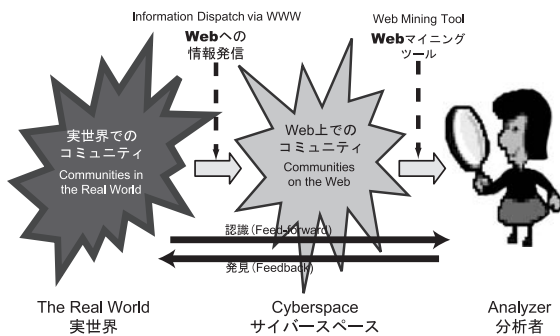 Information Dispatch via WWW
Webへの
情報発信
Web Mining Tool
Webマイニング
ツール
実世界での
コミュニティ
Communities in
the Real World
Web上での
コミュニティ
Communities
on the Web
認識(Feed-forward)
発見(Feedback)
The Real World
実世界
Cyberspace
サイバースペース
Analyzer
分析者